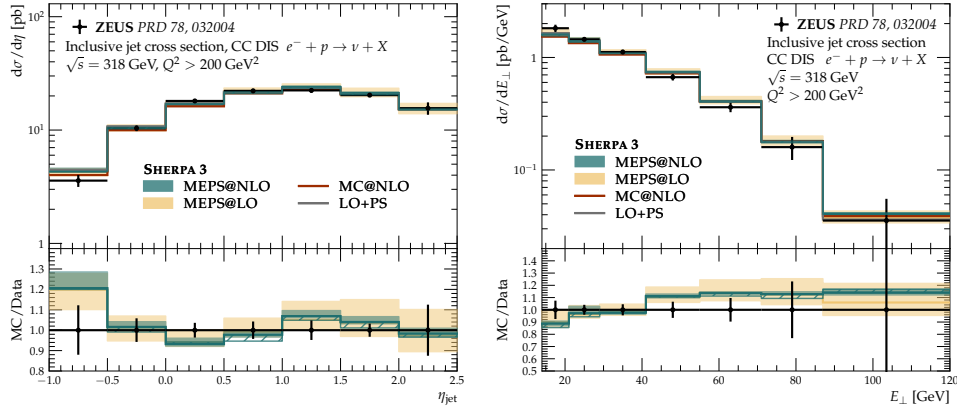 ZEUS PRD 78, 032004
Inclusive jet cross section, CC DIS e⁻ + p → ν + X
√s = 318 GeV, Q² > 200 GeV²
SHERPA 3
MEPS@NLO
MEPS@LO
MC@NLO
LO+PS
dσ/dη [pb]
10²
10¹
1
MC/Data
1.3
1.2
1.1
1.0
0.9
0.8
−1.0 −0.5 0.0 0.5 1.0 1.5 2.0 2.5
η_jet
ZEUS PRD 78, 032004
Inclusive jet cross section
CC DIS e⁻ + p → ν + X
√s = 318 GeV
Q² > 200 GeV²
SHERPA 3
MEPS@NLO
MEPS@LO
MC@NLO
LO+PS
dσ/dE⊥ [pb/GeV]
1
10⁻¹
MC/Data
1.4
1.3
1.2
1.1
1.0
0.9
0.8
0.7
0.6
0.5
20 40 60 80 100 120
E⊥ [GeV]